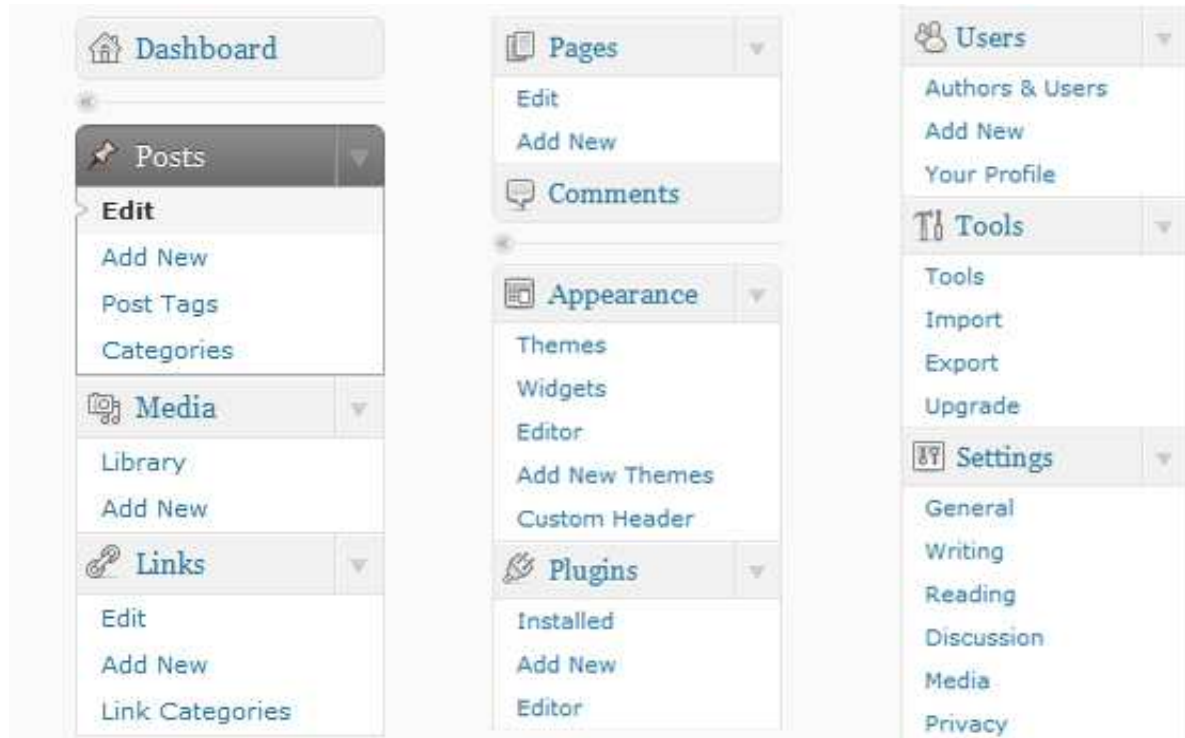 Dashboard
Posts
Edit
Add New
Post Tags
Categories
Media
Library
Add New
Links
Edit
Add New
Link Categories
Pages
Edit
Add New
Comments
Appearance
Themes
Widgets
Editor
Add New Themes
Custom Header
Plugins
Installed
Add New
Editor
Users
Authors & Users
Add New
Your Profile
Tools
Tools
Import
Export
Upgrade
Settings
General
Writing
Reading
Discussion
Media
Privacy